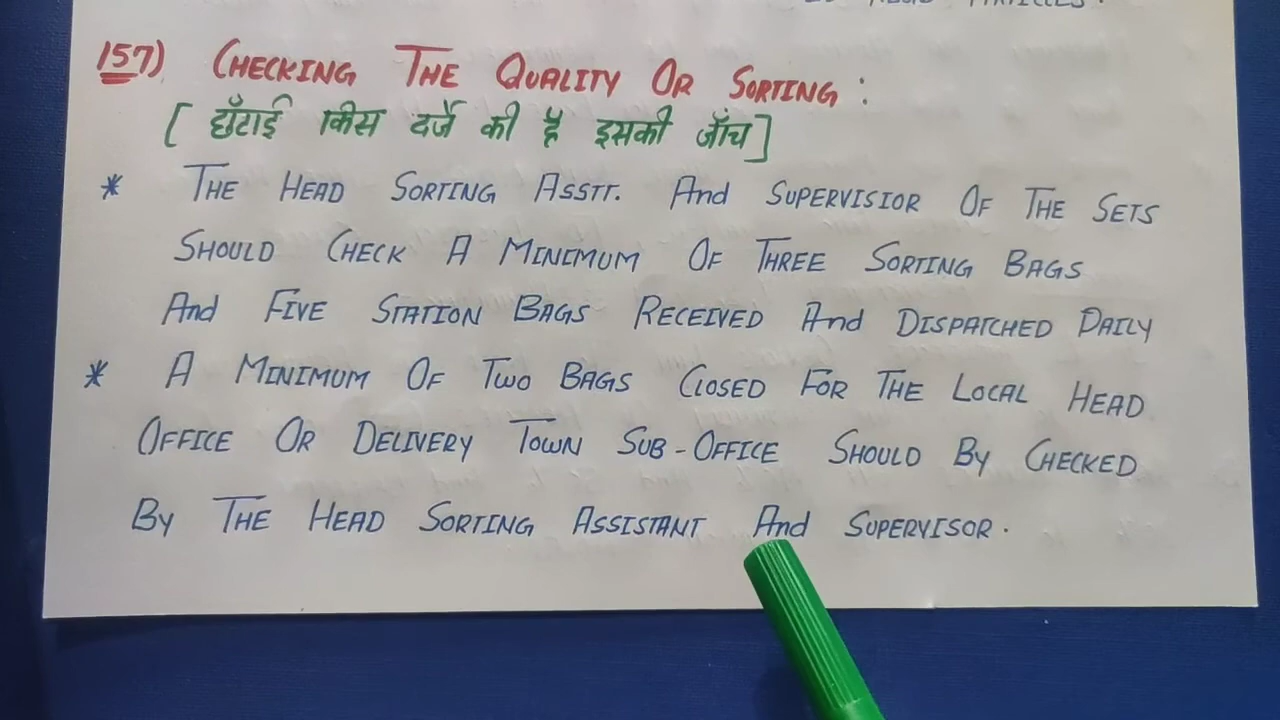 157) CHECKING THE QUALITY OR SORTING :
[ छँटाई किस दर्जे की है इसकी जाँच ]
* THE HEAD SORTING ASSTT. And SUPERVISIOR OF THE SETS
SHOULD CHECK A MINIMUM OF THREE SORTING BAGS
And FIVE STATION BAGS RECEIVED And DISPATCHED DAILY
* A MINIMUM OF TWO BAGS CLOSED FOR THE LOCAL HEAD
OFFICE OR DELIVERY TOWN SUB-OFFICE SHOULD By CHECKED
By THE HEAD SORTING ASSISTANT And SUPERVISOR.